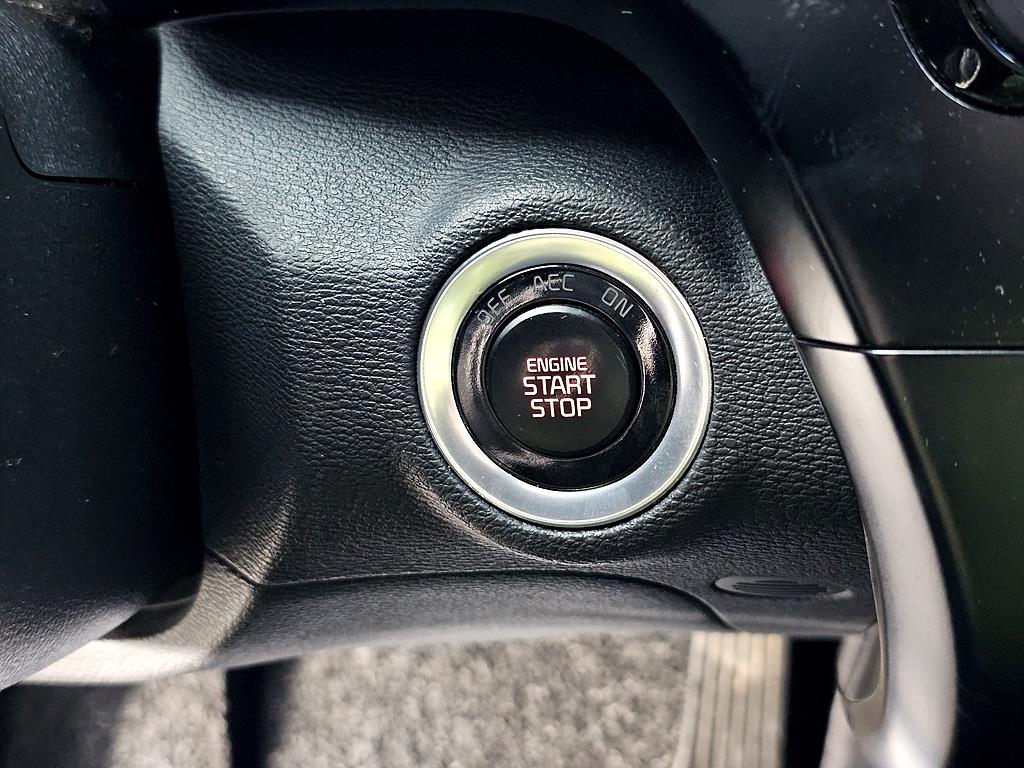 OFF ACC ON
ENGINE
START
STOP